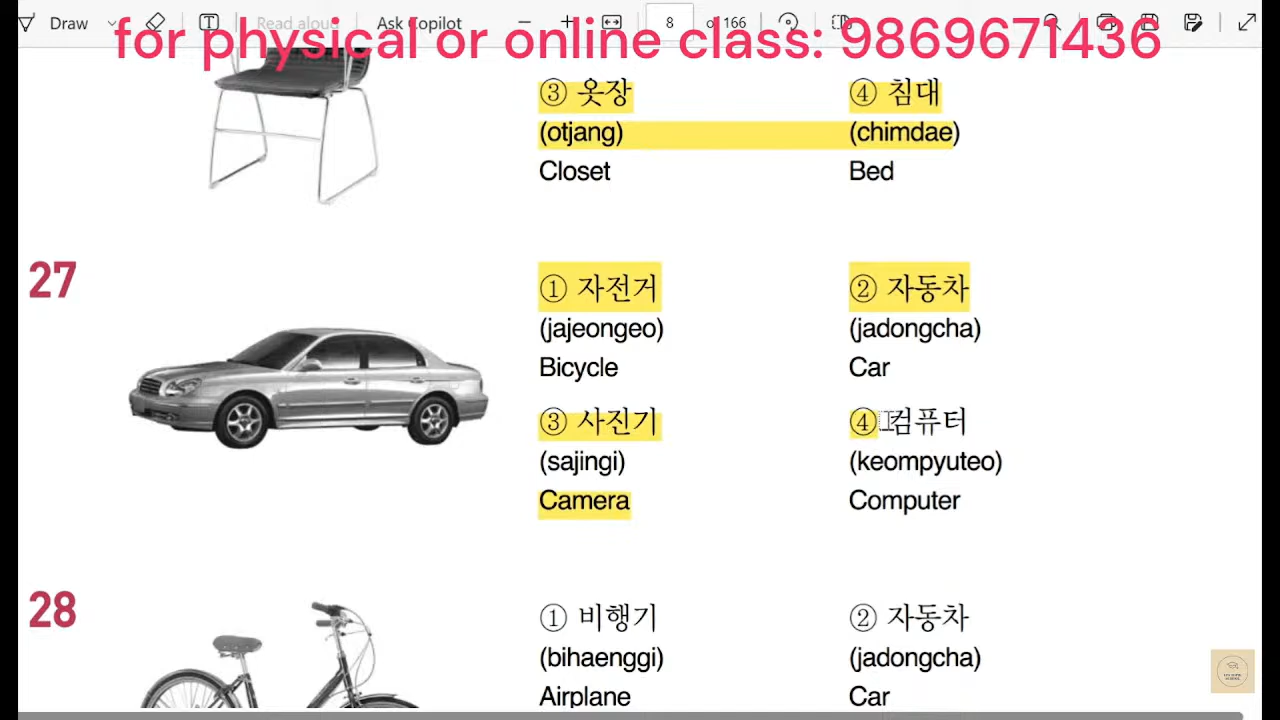 Draw
Read aloud
Ask Copilot
8
of 166
for physical or online class: 9869671436
③ 옷장
④ 침대
(otjang)
(chimdae)
Closet
Bed
27
① 자전거
② 자동차
(jajeongeo)
(jadongcha)
Bicycle
Car
③ 사진기
④ 컴퓨터
(sajingi)
(keompyuteo)
Camera
Computer
28
① 비행기
② 자동차
(bihaenggi)
(jadongcha)
Airplane
Car